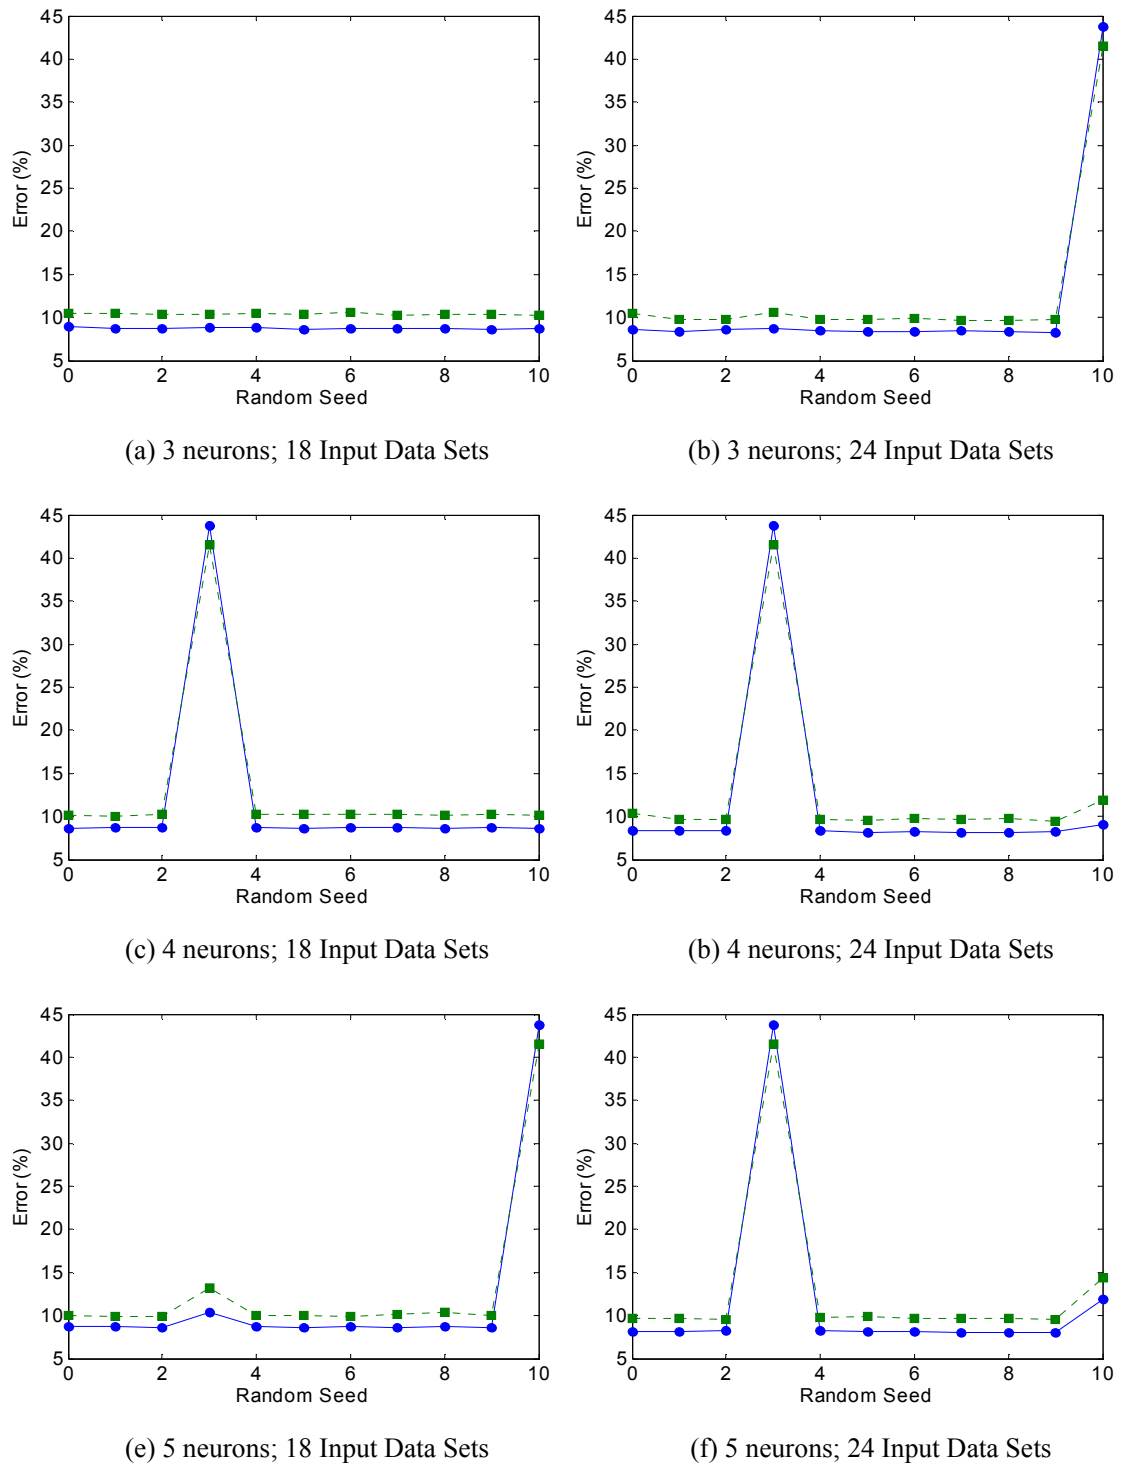 45
40
35
30
25
20
15
10
5
Error (%)
0 2 4 6 8 10
Random Seed
(a) 3 neurons; 18 Input Data Sets
45
40
35
30
25
20
15
10
5
Error (%)
0 2 4 6 8 10
Random Seed
(b) 3 neurons; 24 Input Data Sets
45
40
35
30
25
20
15
10
5
Error (%)
0 2 4 6 8 10
Random Seed
(c) 4 neurons; 18 Input Data Sets
45
40
35
30
25
20
15
10
5
Error (%)
0 2 4 6 8 10
Random Seed
(b) 4 neurons; 24 Input Data Sets
45
40
35
30
25
20
15
10
5
Error (%)
0 2 4 6 8 10
Random Seed
(e) 5 neurons; 18 Input Data Sets
45
40
35
30
25
20
15
10
5
Error (%)
0 2 4 6 8 10
Random Seed
(f) 5 neurons; 24 Input Data Sets